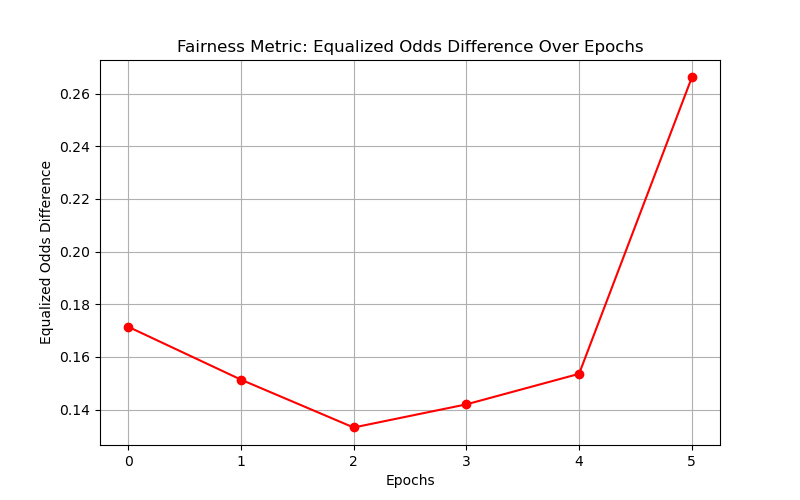 Fairness Metric: Equalized Odds Difference Over Epochs
Equalized Odds Difference
0.26
0.24
0.22
0.20
0.18
0.16
0.14
0 1 2 3 4 5
Epochs